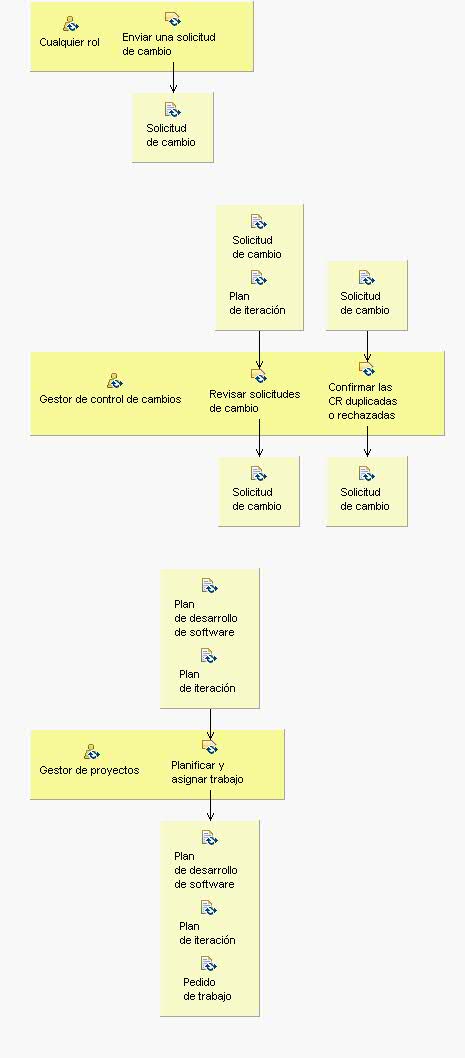 Cualquier rol
Enviar una solicitud
de cambio
Solicitud
de cambio
Solicitud
de cambio
Plan
de iteración
Solicitud
de cambio
Gestor de control de cambios
Revisar solicitudes
de cambio
Confirmar las
CR duplicadas
o rechazadas
Solicitud
de cambio
Solicitud
de cambio
Plan
de desarrollo
de software
Plan
de iteración
Gestor de proyectos
Planificar y
asignar trabajo
Plan
de desarrollo
de software
Plan
de iteración
Pedido
de trabajo